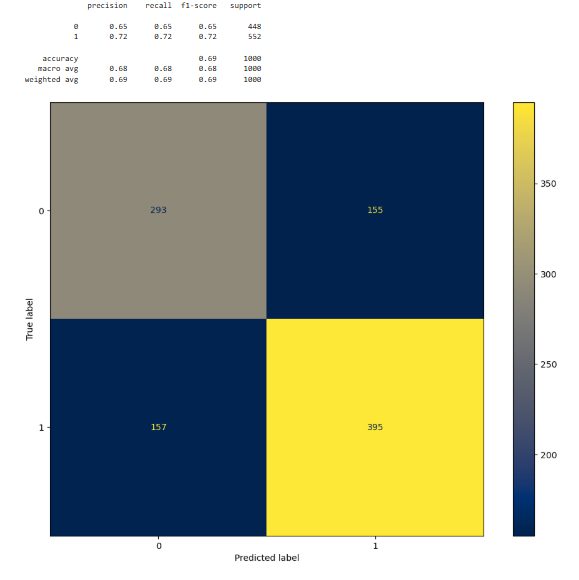 precision recall f1-score support
0 0.65 0.65 0.65 448
1 0.72 0.72 0.72 552
accuracy 0.69 1000
macro avg 0.68 0.68 0.68 1000
weighted avg 0.69 0.69 0.69 1000
350
0 293 155
300
True label
250
1 157 395
200
0 1
Predicted label